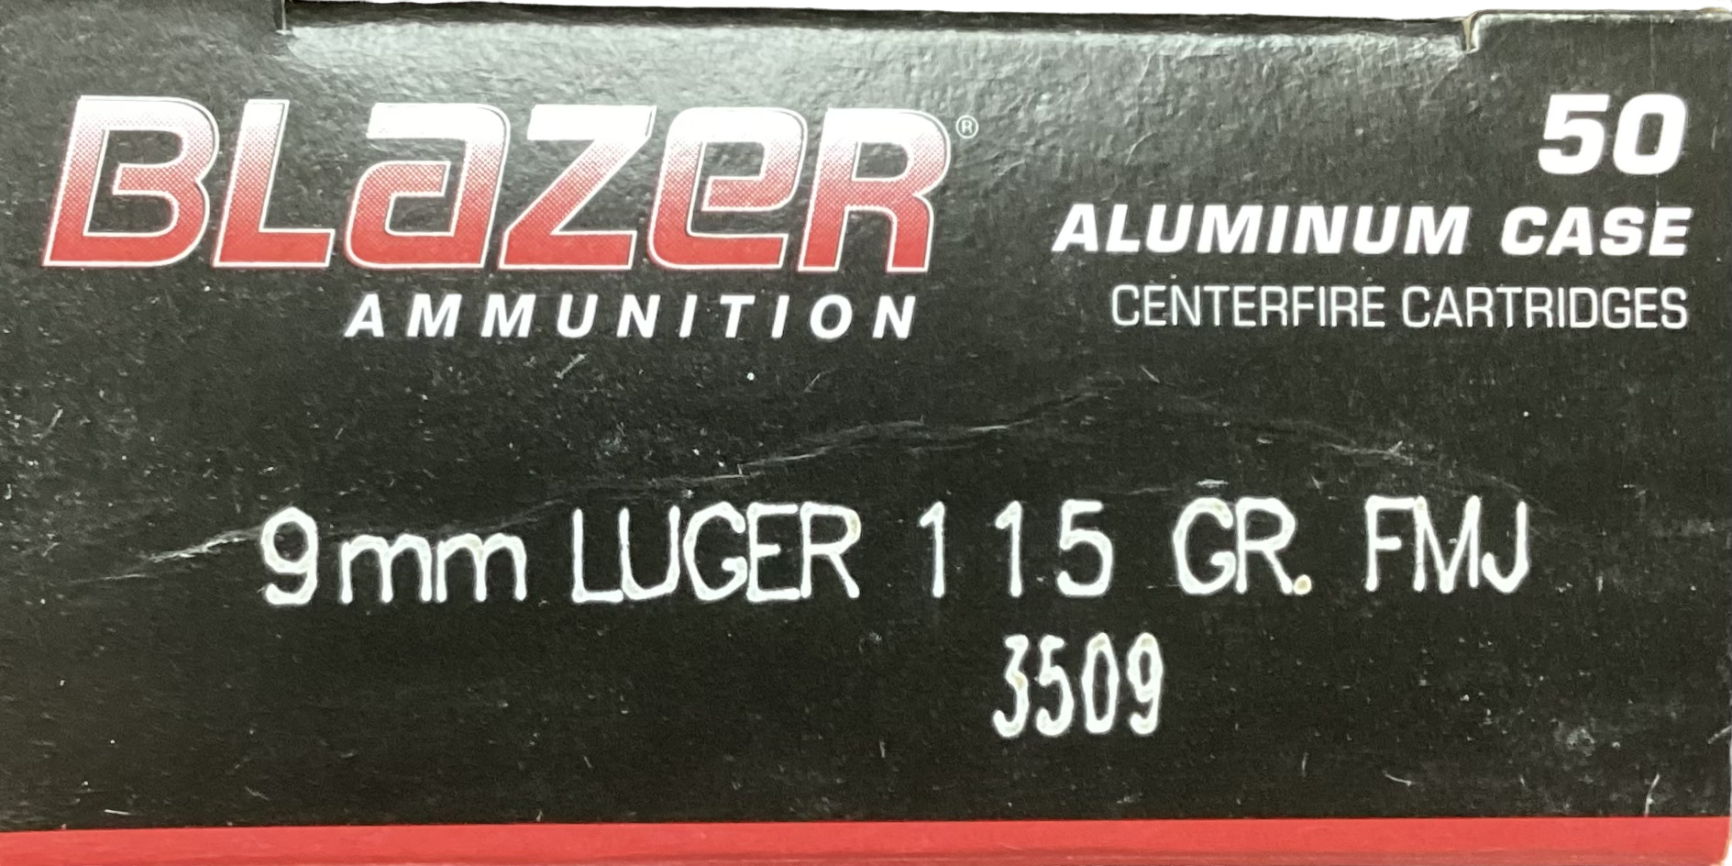 BLazeR®
AMMUNITION
50
ALUMINUM CASE
CENTERFIRE CARTRIDGES
9mm LUGER 115 GR. FMJ
3509